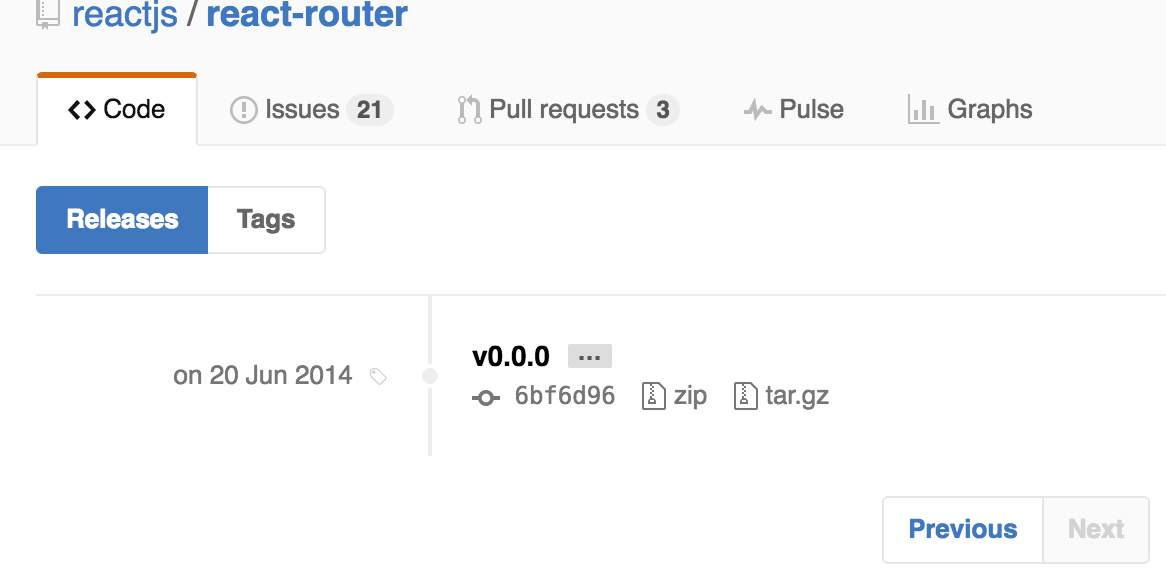 reactjs / react-router
Code Issues 21 Pull requests 3 Pulse Graphs
Releases Tags
on 20 Jun 2014
v0.0.0 ...
6bf6d96 zip tar.gz
Previous Next